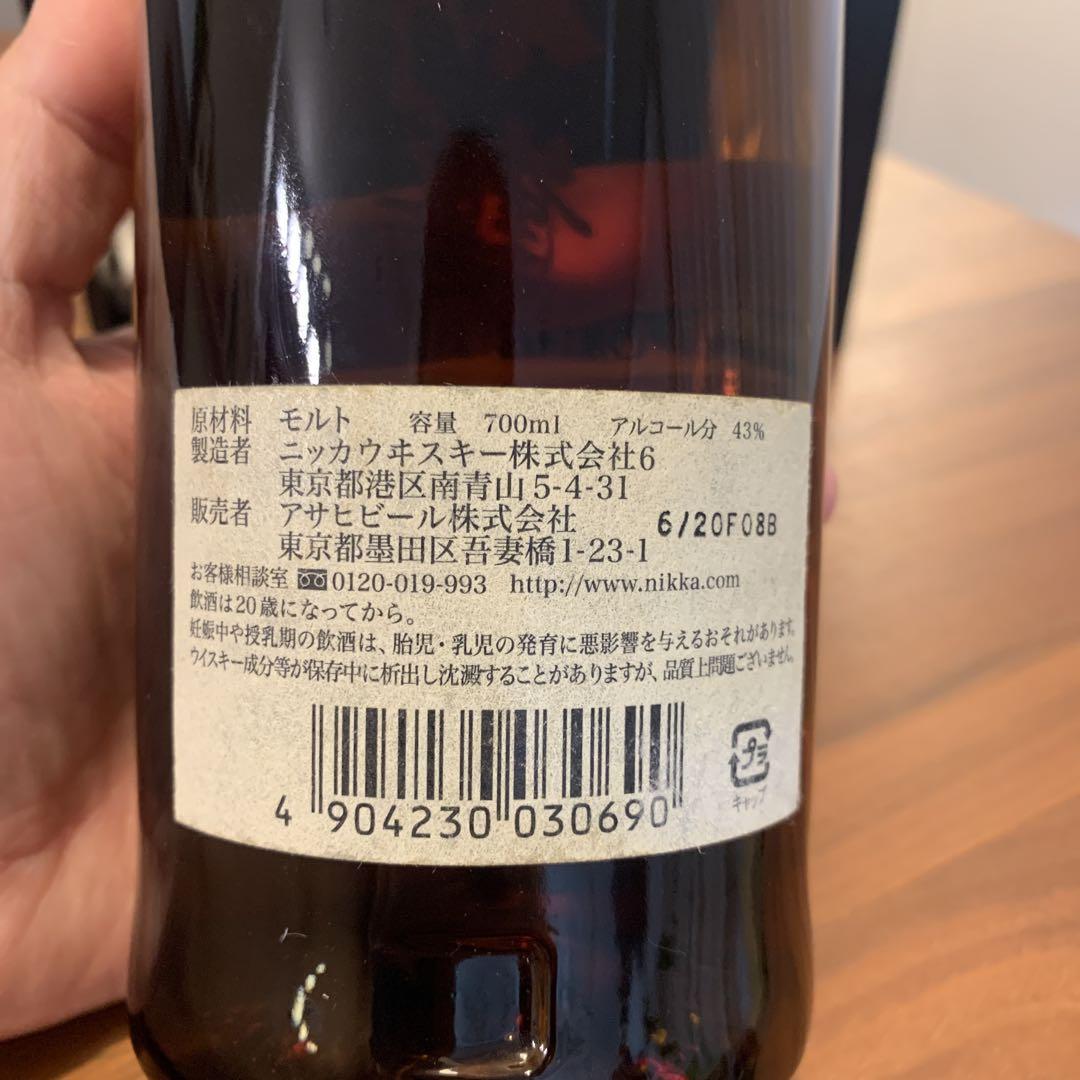 原材料 モルト 容量 700ml アルコール分 43%
製造者 ニッカウヰスキー株式会社6
東京都港区南青山5-4-31
販売者 アサヒビール株式会社 6/20F08B
東京都墨田区吾妻橋1-23-1
お客様相談室 0120-019-993 http://www.nikka.com
飲酒は20歳になってから。
妊娠中や授乳期の飲酒は、胎児・乳児の発育に悪影響を与えるおそれがあります。
ウイスキー成分等が保存中に析出し沈澱することがありますが、品質上問題ございません。
プラ
キャップ
4 904230 030690